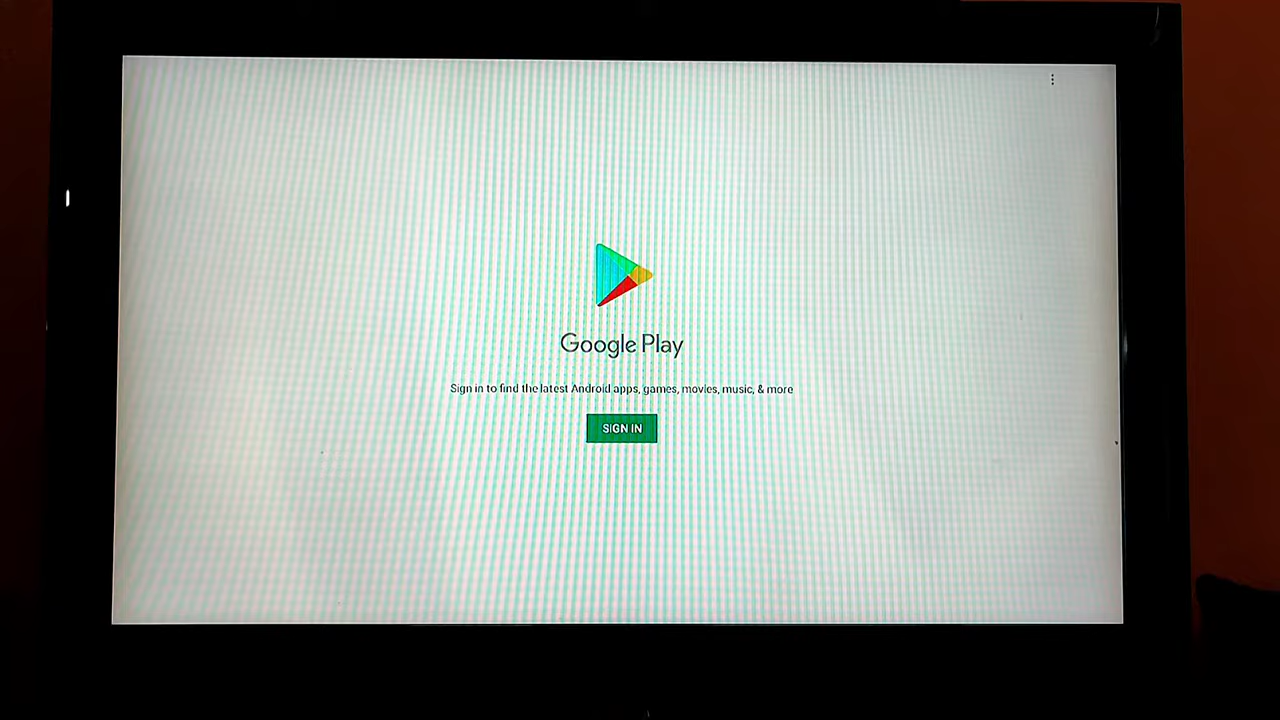 Google Play
Sign in to find the latest Android apps, games, movies, music, & more
SIGN IN